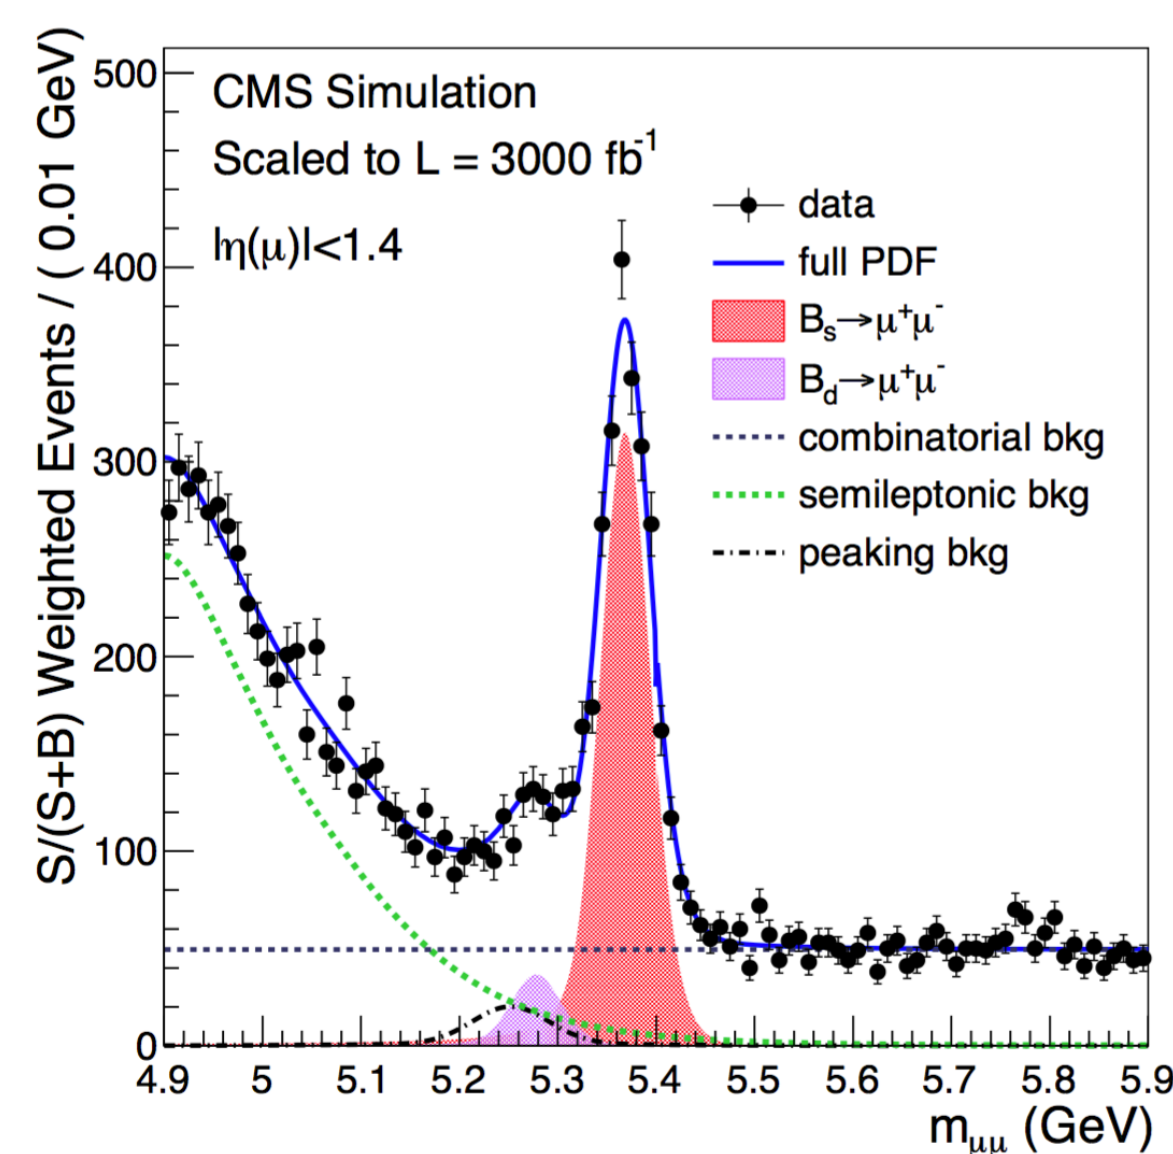 S/(S+B) Weighted Events / ( 0.01 GeV)
500
400
300
200
100
0
CMS Simulation
Scaled to L = 3000 fb⁻¹
|η(μ)|<1.4
data
full PDF
Bₛ→μ⁺μ⁻
B_d→μ⁺μ⁻
combinatorial bkg
semileptonic bkg
peaking bkg
4.9 5 5.1 5.2 5.3 5.4 5.5 5.6 5.7 5.8 5.9
m_μμ (GeV)